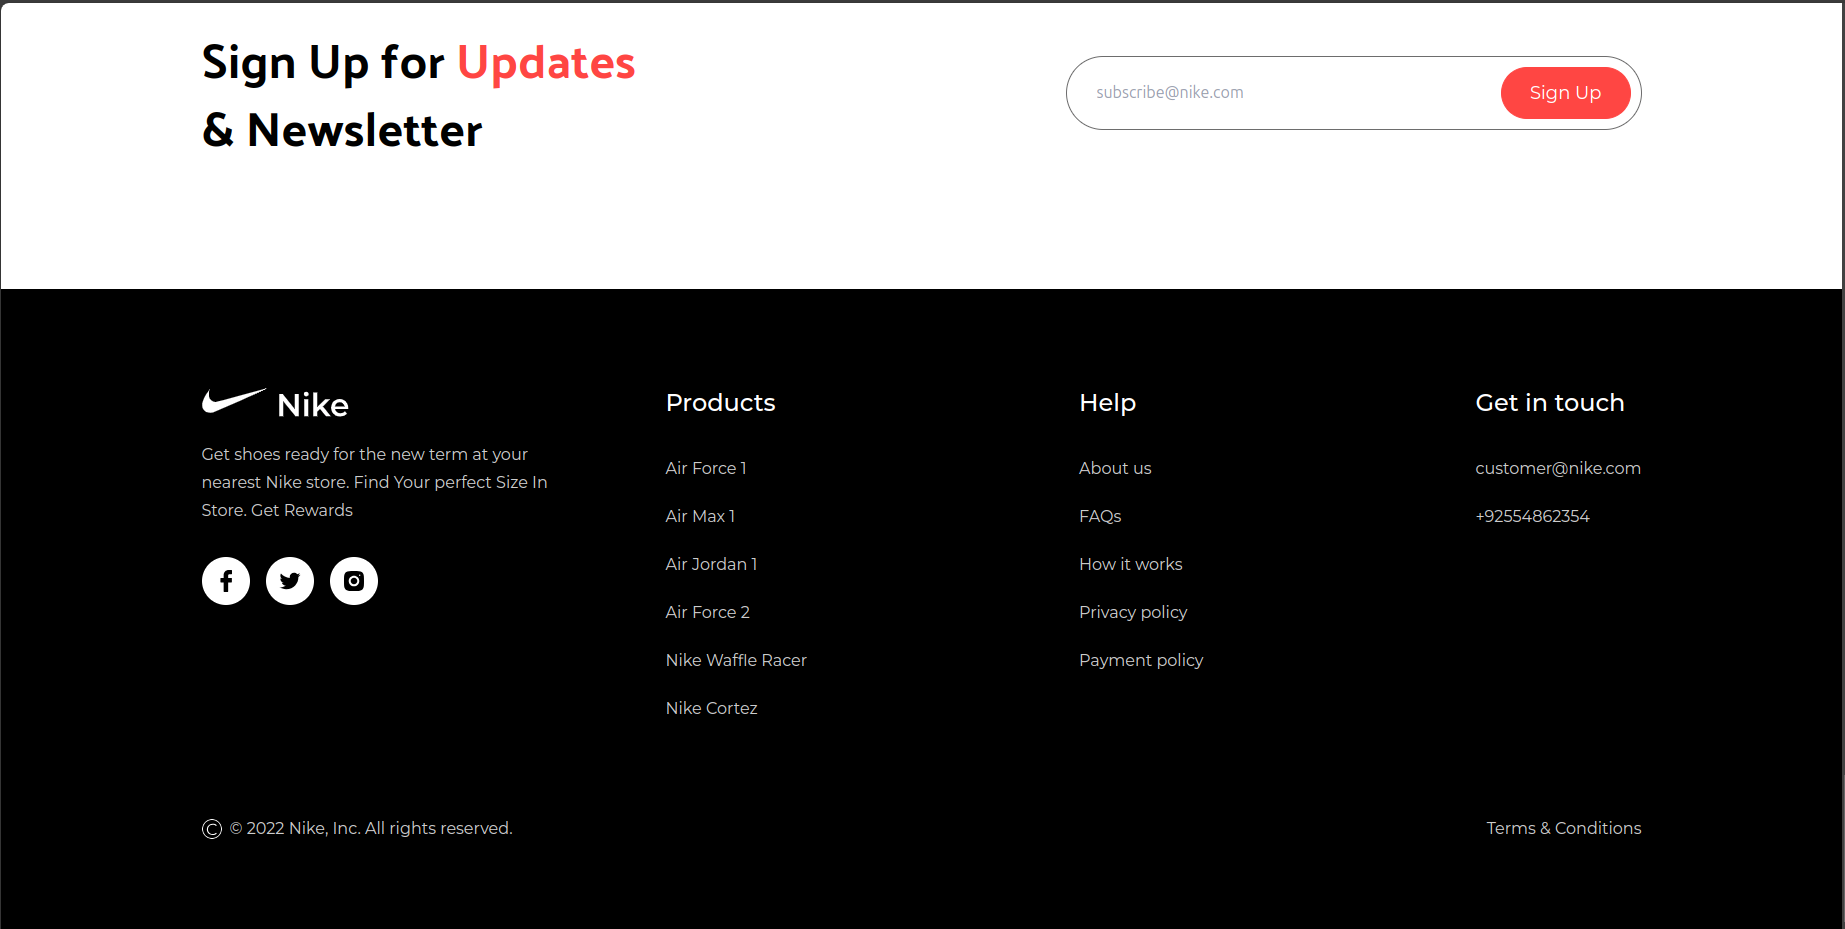 Sign Up for Updates
& Newsletter
subscribe@nike.com
Sign Up
Nike
Get shoes ready for the new term at your
nearest Nike store. Find Your perfect Size In
Store. Get Rewards
Products
Air Force 1
Air Max 1
Air Jordan 1
Air Force 2
Nike Waffle Racer
Nike Cortez
Help
About us
FAQs
How it works
Privacy policy
Payment policy
Get in touch
customer@nike.com
+92554862354
© © 2022 Nike, Inc. All rights reserved.
Terms & Conditions